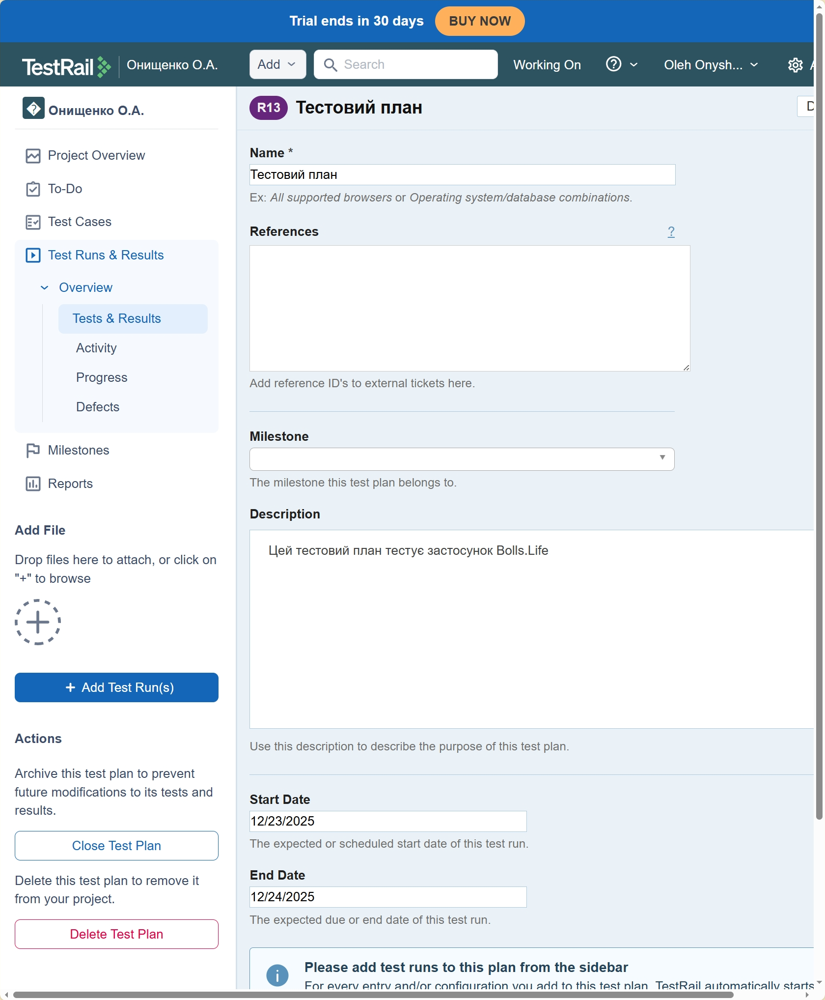 Trial ends in 30 days BUY NOW
TestRail Онищенко О.А. Add Search Working On Oleh Onysh...
Онищенко О.А.
Project Overview
To-Do
Test Cases
Test Runs & Results
Overview
Tests & Results
Activity
Progress
Defects
Milestones
Reports
Add File
Drop files here to attach, or click on
"+" to browse
+ Add Test Run(s)
Actions
Archive this test plan to prevent
future modifications to its tests and
results.
Close Test Plan
Delete this test plan to remove it
from your project.
Delete Test Plan
R13 Тестовий план
Name *
Тестовий план
Ex: All supported browsers or Operating system/database combinations.
References ?
Add reference ID's to external tickets here.
Milestone
The milestone this test plan belongs to.
Description
Цей тестовий план тестує застосунок Bolls.Life
Use this description to describe the purpose of this test plan.
Start Date
12/23/2025
The expected or scheduled start date of this test run.
End Date
12/24/2025
The expected due or end date of this test run.
Please add test runs to this plan from the sidebar
For every entry and/or configuration you add to this test plan, TestRail automatically starts